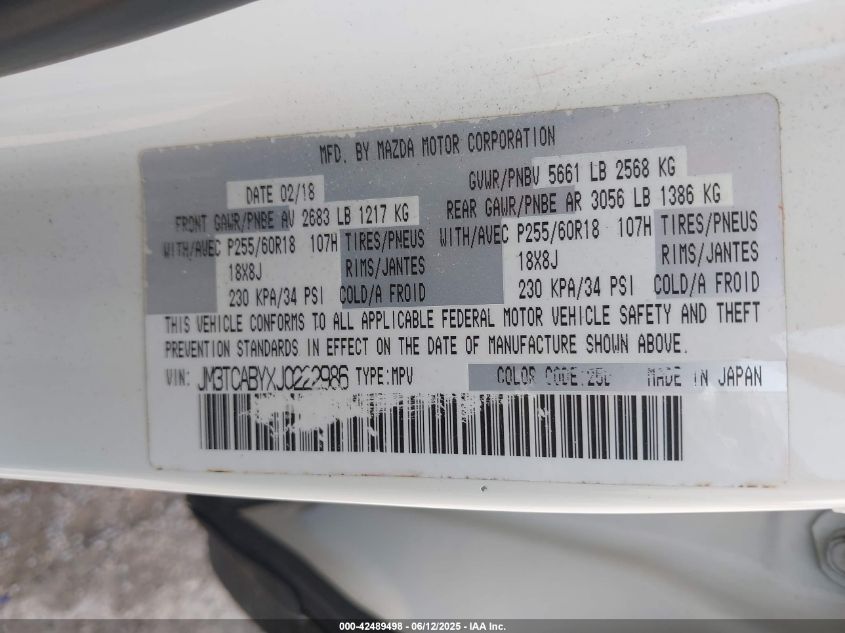 MFD. BY MAZDA MOTOR CORPORATION
DATE 02/18 GVWR/PNBV 5661 LB 2568 KG
FRONT GAWR/PNBE AV 2683 LB 1217 KG REAR GAWR/PNBE AR 3056 LB 1386 KG
WITH/AVEC P255/60R18 107H TIRES/PNEUS WITH/AVEC P255/60R18 107H TIRES/PNEUS
18X8J RIMS/JANTES 18X8J RIMS/JANTES
230 KPA/34 PSI COLD/A FROID 230 KPA/34 PSI COLD/A FROID
THIS VEHICLE CONFORMS TO ALL APPLICABLE FEDERAL MOTOR VEHICLE SAFETY AND THEFT
PREVENTION STANDARDS IN EFFECT ON THE DATE OF MANUFACTURE SHOWN ABOVE.
VIN: JM3TCABYXJ0222986 TYPE:MPV COLOR CODE:25D MADE IN JAPAN
000-42489498 - 06/12/2025 - IAA Inc.